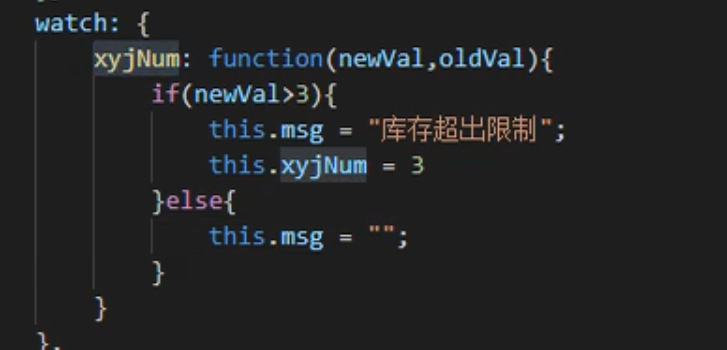 watch: {
xyjNum: function(newVal,oldVal){
if(newVal>3){
this.msg = "库存超出限制";
this.xyjNum = 3
}else{
this.msg = "";
}
}
},